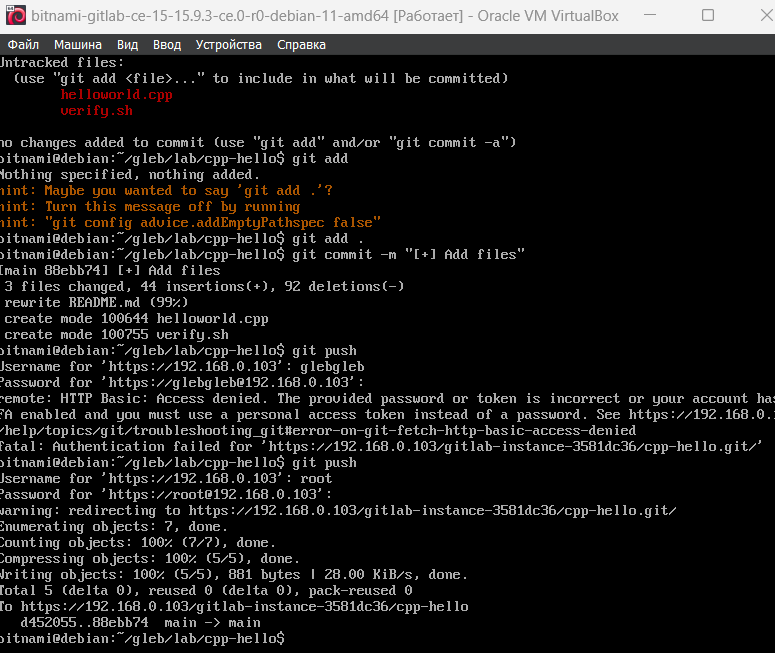 bitnami-gitlab-ce-15-15.9.3-ce.0-r0-debian-11-amd64 [Работает] - Oracle VM VirtualBox
Файл Машина Вид Ввод Устройства Справка
Untracked files:
(use "git add <file>..." to include in what will be committed)
helloworld.cpp
verify.sh
no changes added to commit (use "git add" and/or "git commit -a")
bitnami@debian:~/gleb/lab/cpp-hello$ git add
Nothing specified, nothing added.
hint: Maybe you wanted to say 'git add .'?
hint: Turn this message off by running
hint: "git config advice.addEmptyPathspec false"
bitnami@debian:~/gleb/lab/cpp-hello$ git add .
bitnami@debian:~/gleb/lab/cpp-hello$ git commit -m "[+] Add files"
[main 88ebb74] [+] Add files
3 files changed, 44 insertions(+), 92 deletions(-)
rewrite README.md (99%)
create mode 100644 helloworld.cpp
create mode 100755 verify.sh
bitnami@debian:~/gleb/lab/cpp-hello$ git push
Username for 'https://192.168.0.103': glebgleb
Password for 'https://glebgleb@192.168.0.103':
remote: HTTP Basic: Access denied. The provided password or token is incorrect or your account has
FA enabled and you must use a personal access token instead of a password. See https://192.168.0.1
/help/topics/git/troubleshooting_git#error-on-git-fetch-http-basic-access-denied
fatal: Authentication failed for 'https://192.168.0.103/gitlab-instance-3581dc36/cpp-hello.git/'
bitnami@debian:~/gleb/lab/cpp-hello$ git push
Username for 'https://192.168.0.103': root
Password for 'https://root@192.168.0.103':
warning: redirecting to https://192.168.0.103/gitlab-instance-3581dc36/cpp-hello.git/
Enumerating objects: 7, done.
Counting objects: 100% (7/7), done.
Compressing objects: 100% (5/5), done.
Writing objects: 100% (5/5), 881 bytes | 28.00 KiB/s, done.
Total 5 (delta 0), reused 0 (delta 0), pack-reused 0
To https://192.168.0.103/gitlab-instance-3581dc36/cpp-hello
d452055..88ebb74 main -> main
bitnami@debian:~/gleb/lab/cpp-hello$